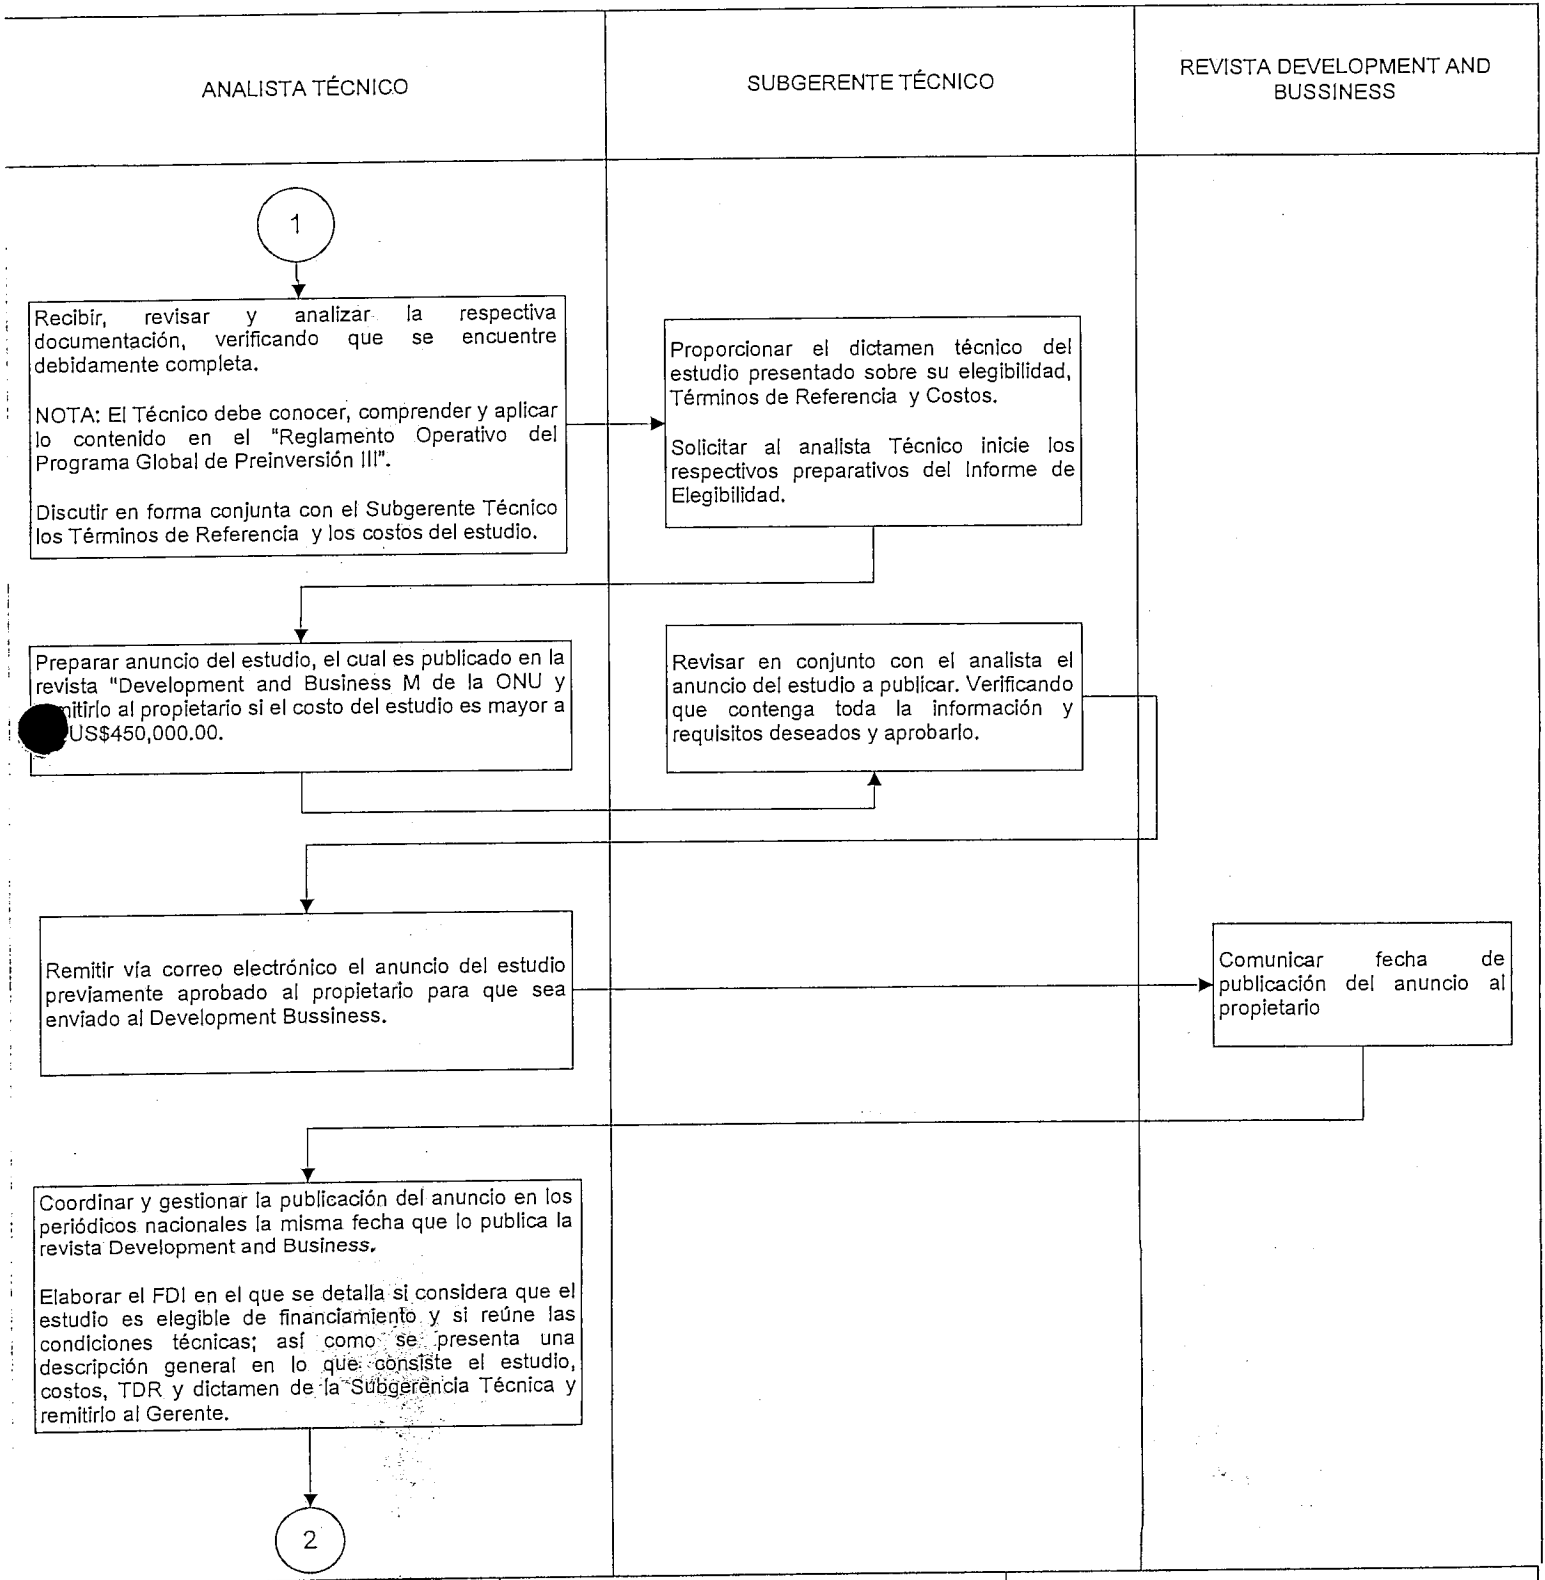 ANALISTA TÉCNICO
SUBGERENTE TÉCNICO
REVISTA DEVELOPMENT AND
BUSSINESS
1
Recibir, revisar y analizar la respectiva
documentación, verificando que se encuentre
debidamente completa.
NOTA: El Técnico debe conocer, comprender y aplicar
lo contenido en el "Reglamento Operativo del
Programa Global de Preinversión III".
Discutir en forma conjunta con el Subgerente Técnico
los Términos de Referencia y los costos del estudio.
Proporcionar el dictamen técnico del
estudio presentado sobre su elegibilidad,
Términos de Referencia y Costos.
Solicitar al analista Técnico inicie los
respectivos preparativos del Informe de
Elegibilidad.
Preparar anuncio del estudio, el cual es publicado en la
revista "Development and Business M de la ONU y
mitirlo al propietario si el costo del estudio es mayor a
US$450,000.00.
Revisar en conjunto con el analista el
anuncio del estudio a publicar. Verificando
que contenga toda la información y
requisitos deseados y aprobarlo.
Remitir vía correo electrónico el anuncio del estudio
previamente aprobado al propietario para que sea
enviado al Development Bussiness.
Comunicar fecha de
publicación del anuncio al
propietario
Coordinar y gestionar la publicación del anuncio en los
periódicos nacionales la misma fecha que lo publica la
revista Development and Business.
Elaborar el FDI en el que se detalla si considera que el
estudio es elegible de financiamiento y si reúne las
condiciones técnicas; así como se presenta una
descripción general en lo que consiste el estudio,
costos, TDR y dictamen de la Subgerencia Técnica y
remitirlo al Gerente.
2